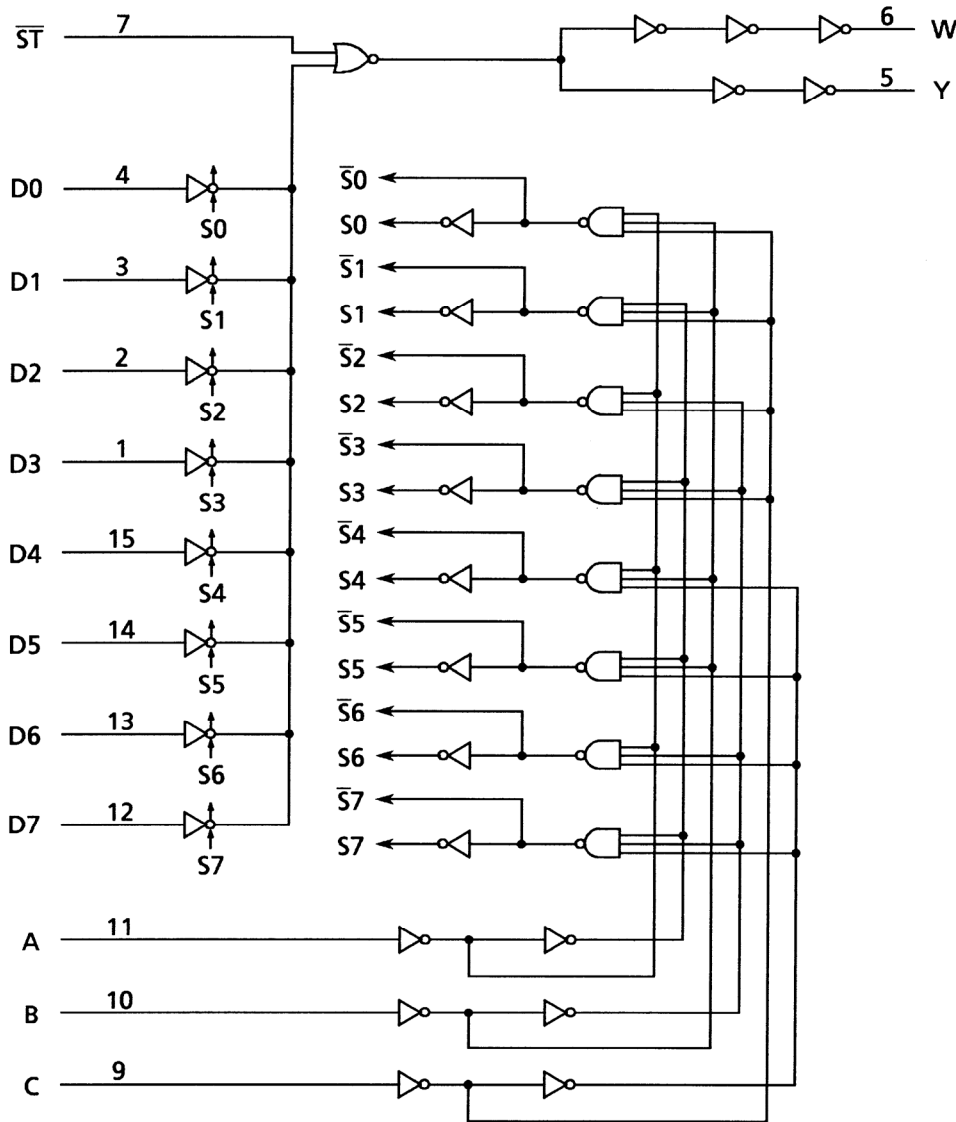 S̅T̅ 7 6 W
5 Y
D0 4 S0
D1 3 S1
D2 2 S2
D3 1 S3
D4 15 S4
D5 14 S5
D6 13 S6
D7 12 S7
S̅0
S0
S̅1
S1
S̅2
S2
S̅3
S3
S̅4
S4
S̅5
S5
S̅6
S6
S̅7
S7
A 11
B 10
C 9